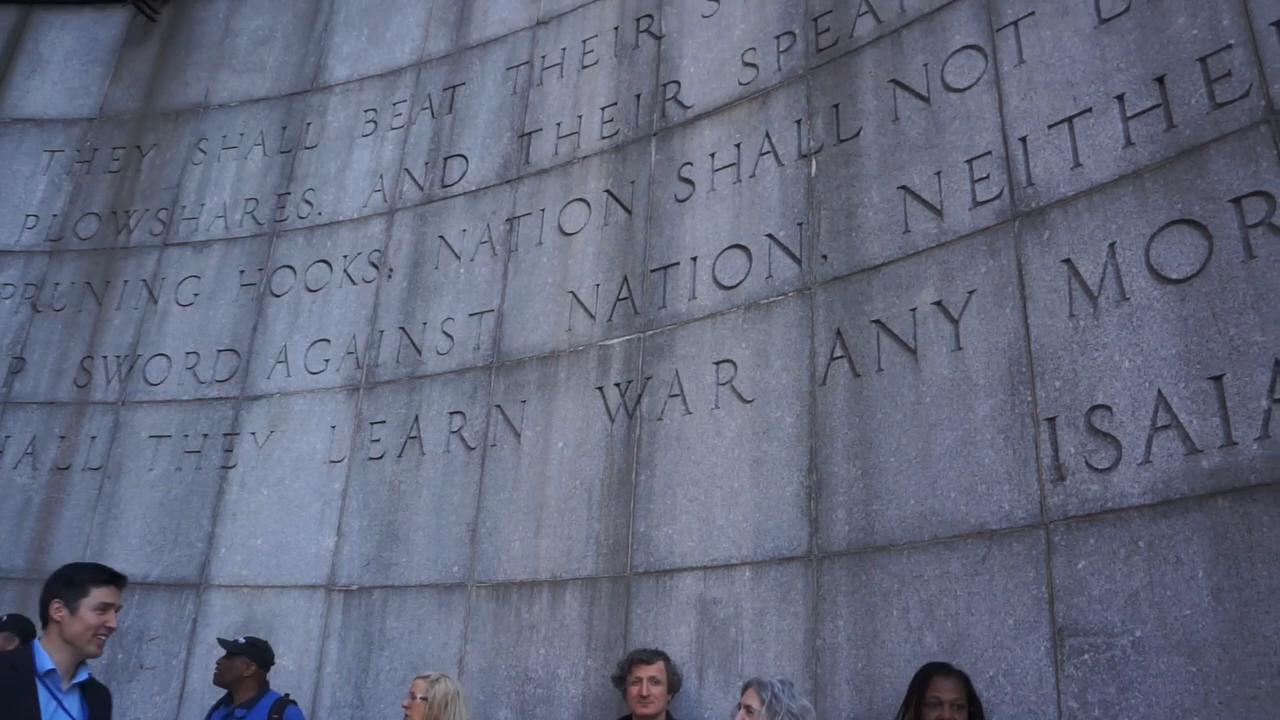 THEY SHALL BEAT THEIR S
PLOWSHARES. AND THEIR SPEA
PRUNING HOOKS. NATION SHALL NOT L
P SWORD AGAINST NATION. NEITHE
HALL THEY LEARN WAR ANY MOR
ISAIA